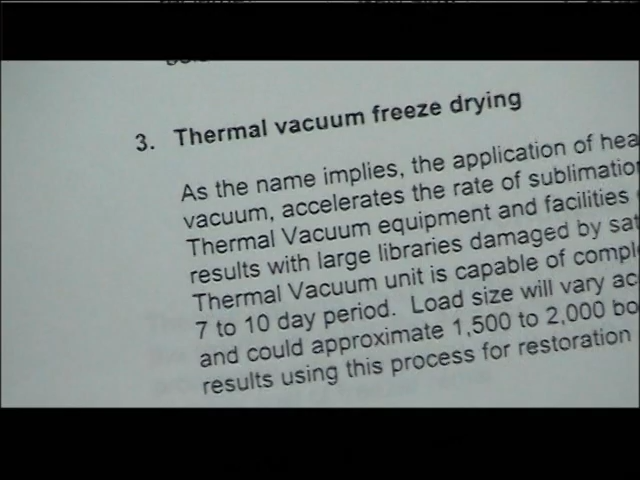 3. Thermal vacuum freeze drying
As the name implies, the application of hea
vacuum, accelerates the rate of sublimatio
Thermal Vacuum equipment and facilities
results with large libraries damaged by sat
Thermal Vacuum unit is capable of compl
7 to 10 day period. Load size will vary ac
and could approximate 1,500 to 2,000 bo
results using this process for restoration